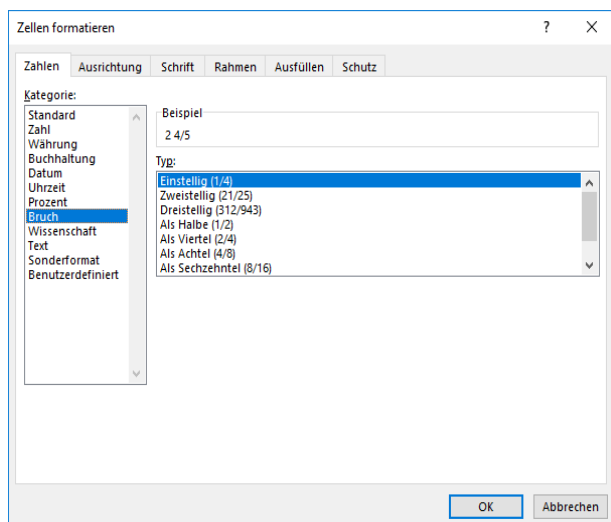 Zellen formatieren ? X
Zahlen Ausrichtung Schrift Rahmen Ausfüllen Schutz
Kategorie:
Standard
Zahl
Währung
Buchhaltung
Datum
Uhrzeit
Prozent
Bruch
Wissenschaft
Text
Sonderformat
Benutzerdefiniert
Beispiel
2 4/5
Typ:
Einstellig (1/4)
Zweistellig (21/25)
Dreistellig (312/943)
Als Halbe (1/2)
Als Viertel (2/4)
Als Achtel (4/8)
Als Sechzehntel (8/16)
OK Abbrechen